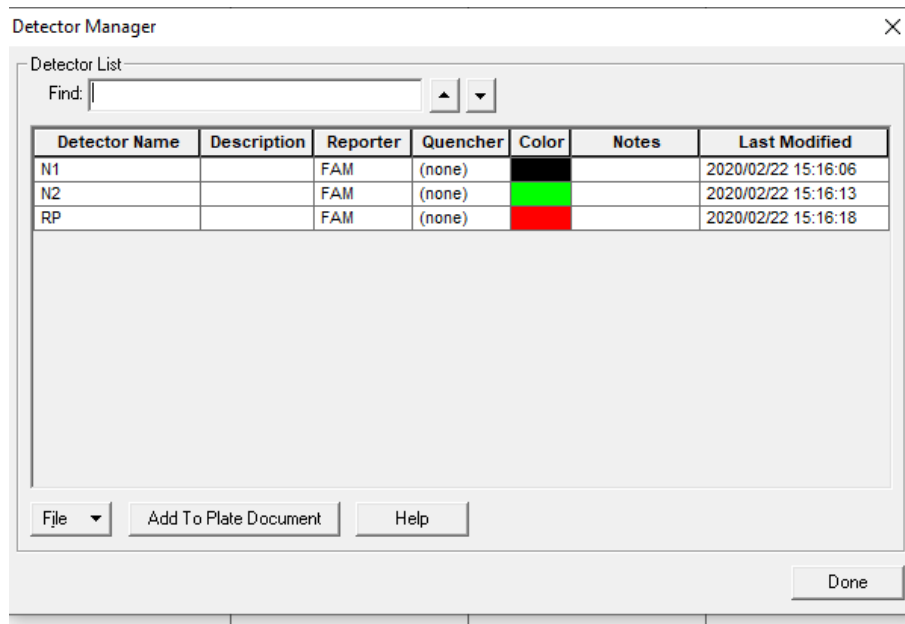 Detector Manager
Detector List
Find:
Detector Name Description Reporter Quencher Color Notes Last Modified
N1 FAM (none) 2020/02/22 15:16:06
N2 FAM (none) 2020/02/22 15:16:13
RP FAM (none) 2020/02/22 15:16:18
File Add To Plate Document Help
Done